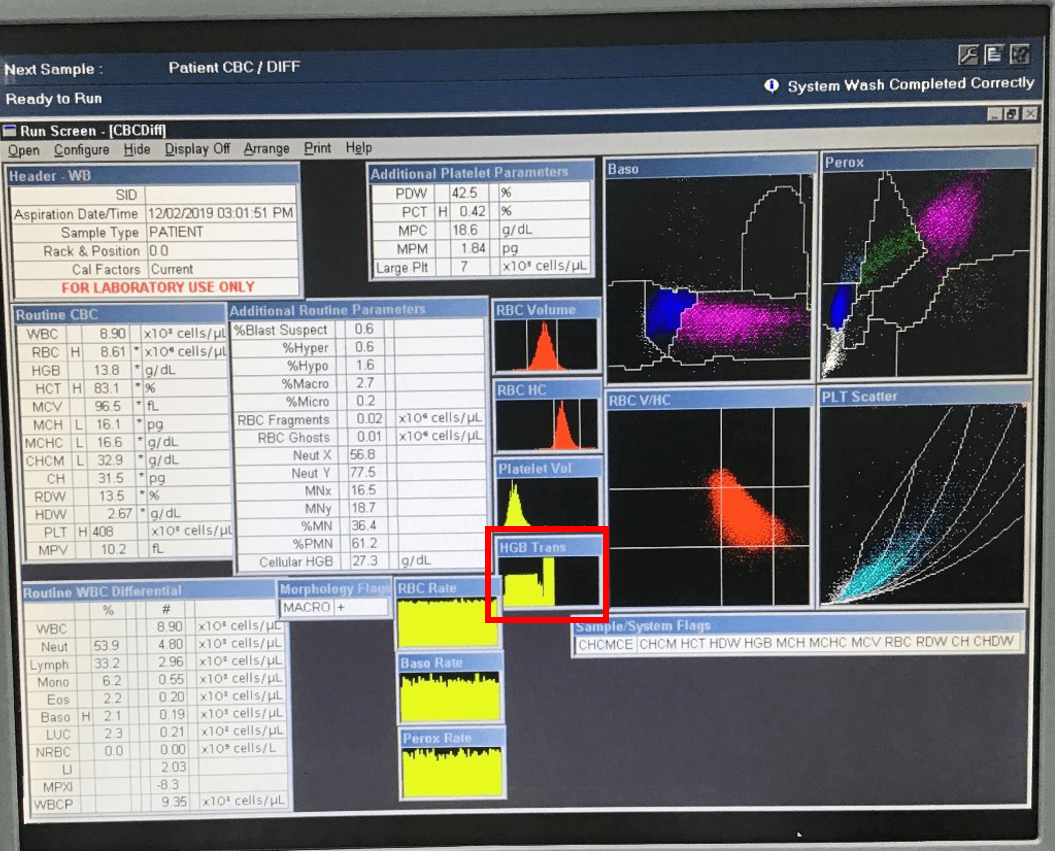 Next Sample : Patient CBC / DIFF
Ready to Run
System Wash Completed Correctly
Run Screen - [CBCDiff]
Open Configure Hide Display Off Arrange Print Help
Header - WB
SID
Aspiration Date/Time 12/02/2019 03:01:51 PM
Sample Type PATIENT
Rack & Position 0 0
Cal Factors Current
FOR LABORATORY USE ONLY
Additional Platelet Parameters
PDW 42.5 %
PCT H 0.42 %
MPC 18.6 g/dL
MPM 1.84 pg
Large Plt 7 x10³ cells/µL
Baso
Perox
Routine CBC
WBC 8.90 x10³ cells/µL
RBC H 8.61 * x10⁶ cells/µL
HGB 13.8 * g/dL
HCT H 83.1 * %
MCV 96.5 * fL
MCH L 16.1 * pg
MCHC L 16.6 * g/dL
CHCM L 32.9 * g/dL
CH 31.5 * pg
RDW 13.5 * %
HDW 2.67 * g/dL
PLT H 408 x10³ cells/µL
MPV 10.2 fL
Additional Routine Parameters
%Blast Suspect 0.6
%Hyper 0.6
%Hypo 1.6
%Macro 2.7
%Micro 0.2
RBC Fragments 0.02 x10⁶ cells/µL
RBC Ghosts 0.01 x10⁶ cells/µL
Neut X 56.8
Neut Y 77.5
MNx 16.5
MNy 18.7
%MN 36.4
%PMN 61.2
Cellular HGB 27.3 g/dL
RBC Volume
RBC HC
Platelet Vol
HGB Trans
RBC V/HC
PLT Scatter
Routine WBC Differential
% #
WBC 8.90 x10³ cells/µL
Neut 53.9 4.80 x10³ cells/µL
Lymph 33.2 2.96 x10³ cells/µL
Mono 6.2 0.55 x10³ cells/µL
Eos 2.2 0.20 x10³ cells/µL
Baso H 2.1 0.19 x10³ cells/µL
LUC 2.3 0.21 x10³ cells/µL
NRBC 0.0 0.00 x10⁹ cells/L
LI 2.03
MPXI -8.3
WBCP 9.35 x10³ cells/µL
Morphology Flags
MACRO +
RBC Rate
Baso Rate
Perox Rate
Sample/System Flags
CHCMCE CHCM HCT HDW HGB MCH MCHC MCV RBC RDW CH CHDW